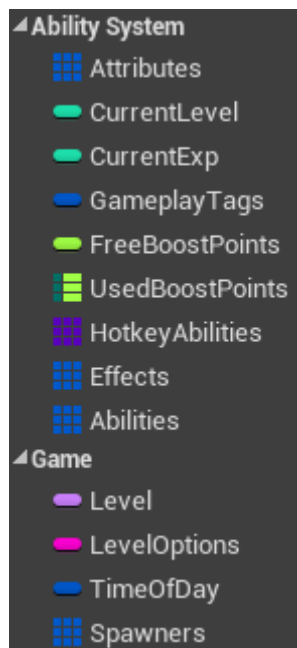 Ability System
Attributes
CurrentLevel
CurrentExp
GameplayTags
FreeBoostPoints
UsedBoostPoints
HotkeyAbilities
Effects
Abilities
Game
Level
LevelOptions
TimeOfDay
Spawners